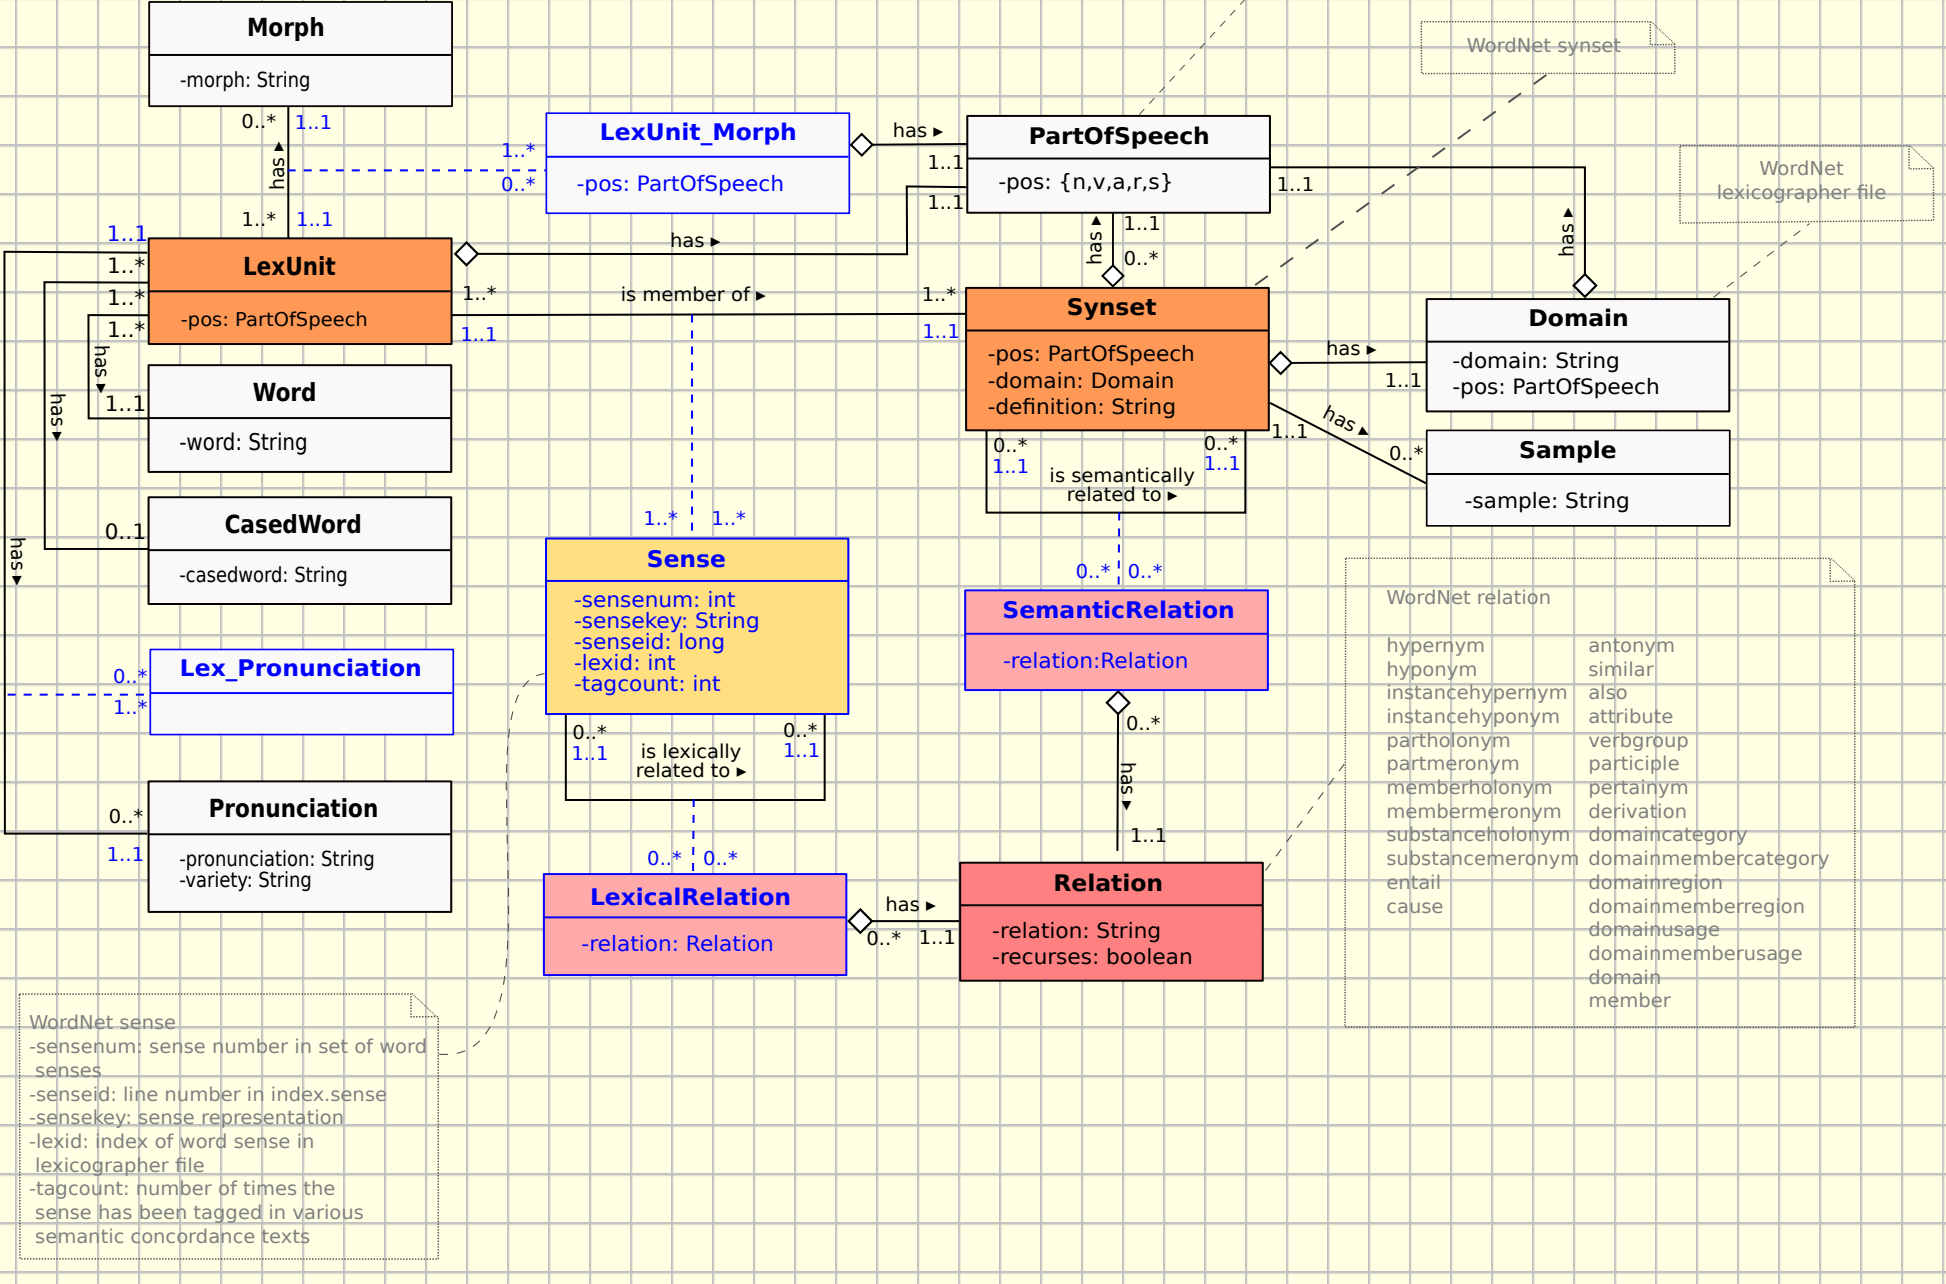 Morph
-morph: String
0..*
1..1
has ▸
1..*
1..1
LexUnit_Morph
-pos: PartOfSpeech
1..*
0..*
has ▸
1..1
PartOfSpeech
-pos: {n,v,a,r,s}
1..1
1..1
WordNet synset
WordNet
lexicographer file
1..1
1..*
1..*
1..*
LexUnit
-pos: PartOfSpeech
has ▸
1..*
is member of ▸
1..*
1..1
1..1
has ▸
1..1
0..*
has ▸
Synset
-pos: PartOfSpeech
-domain: Domain
-definition: String
has ▸
1..1
Domain
-domain: String
-pos: PartOfSpeech
has ▸
1..1
0..*
Sample
-sample: String
has ▸
1..1
Word
-word: String
has ▸
0..1
CasedWord
-casedword: String
has ▸
0..*
1..*
Lex_Pronunciation
0..*
1..1
Pronunciation
-pronunciation: String
-variety: String
1..* 1..*
Sense
-sensenum: int
-sensekey: String
-senseid: long
-lexid: int
-tagcount: int
0..* 0..*
1..1 1..1
is lexically
related to ▸
0..* 0..*
LexicalRelation
-relation: Relation
has ▸
0..* 1..1
0..* 0..*
1..1 1..1
is semantically
related to ▸
0..* 0..*
SemanticRelation
-relation:Relation
0..*
has ▸
1..1
Relation
-relation: String
-recurses: boolean
WordNet relation
hypernym
hyponym
instancehypernym
instancehyponym
partholonym
partmeronym
memberholonym
membermeronym
substanceholonym
substancemeronym
entail
cause
antonym
similar
also
attribute
verbgroup
participle
pertainym
derivation
domaincategory
domainmembercategory
domainregion
domainmemberregion
domainusage
domainmemberusage
domain
member
WordNet sense
-sensenum: sense number in set of word
senses
-senseid: line number in index.sense
-sensekey: sense representation
-lexid: index of word sense in
lexicographer file
-tagcount: number of times the
sense has been tagged in various
semantic concordance texts